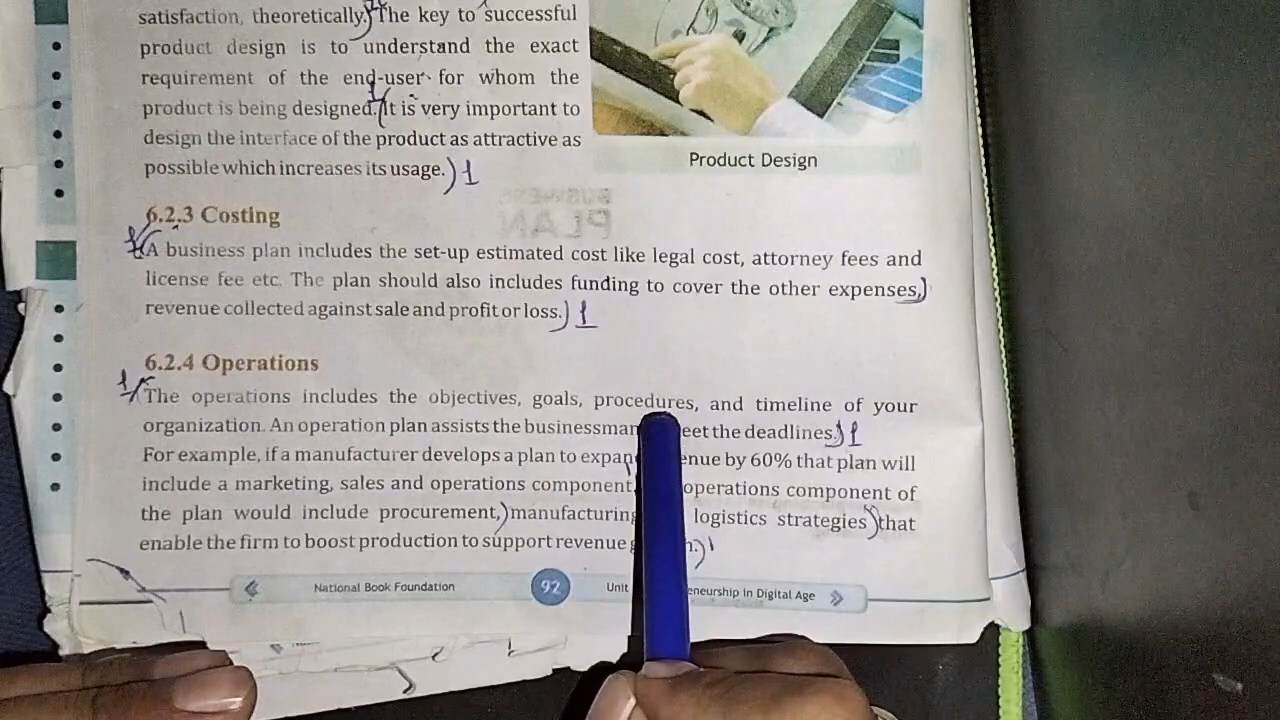 satisfaction, theoretically. The key to successful
product design is to understand the exact
requirement of the end-user for whom the
product is being designed. It is very important to
design the interface of the product as attractive as
possible which increases its usage.) 1
Product Design
6.2.3 Costing
(A business plan includes the set-up estimated cost like legal cost, attorney fees and
license fee etc. The plan should also includes funding to cover the other expenses,)
revenue collected against sale and profit or loss.) 1
6.2.4 Operations
1 (The operations includes the objectives, goals, procedures, and timeline of your
organization. An operation plan assists the businessman eet the deadlines.) 1
For example, if a manufacturer develops a plan to expan enue by 60% that plan will
include a marketing, sales and operations component operations component of
the plan would include procurement,) manufacturing logistics strategies) that
enable the firm to boost production to support revenue h.) 1
National Book Foundation 92 Unit eneurship in Digital Age